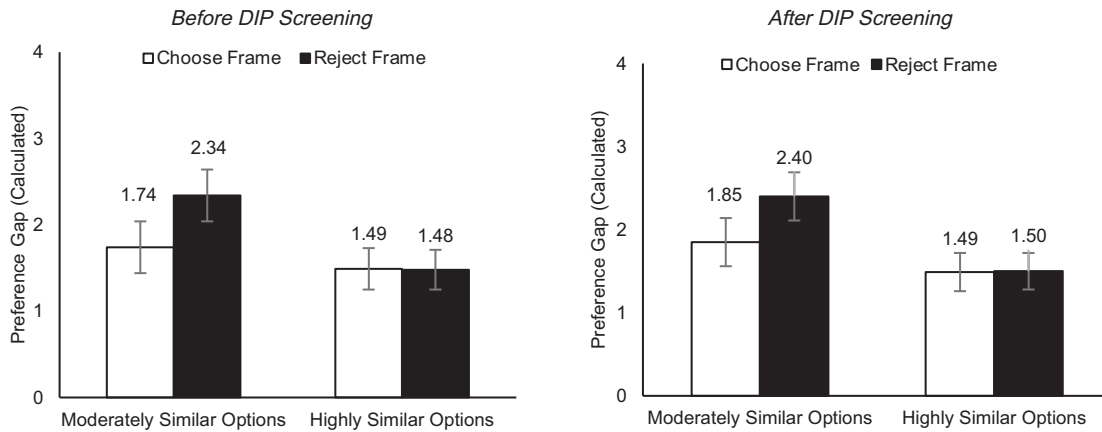 Before DIP Screening
Choose Frame Reject Frame
Preference Gap (Calculated)
4
3
2
1
0
1.74
2.34
1.49
1.48
Moderately Similar Options Highly Similar Options
After DIP Screening
Choose Frame Reject Frame
Preference Gap (Calculated)
4
3
2
1
0
1.85
2.40
1.49
1.50
Moderately Similar Options Highly Similar Options